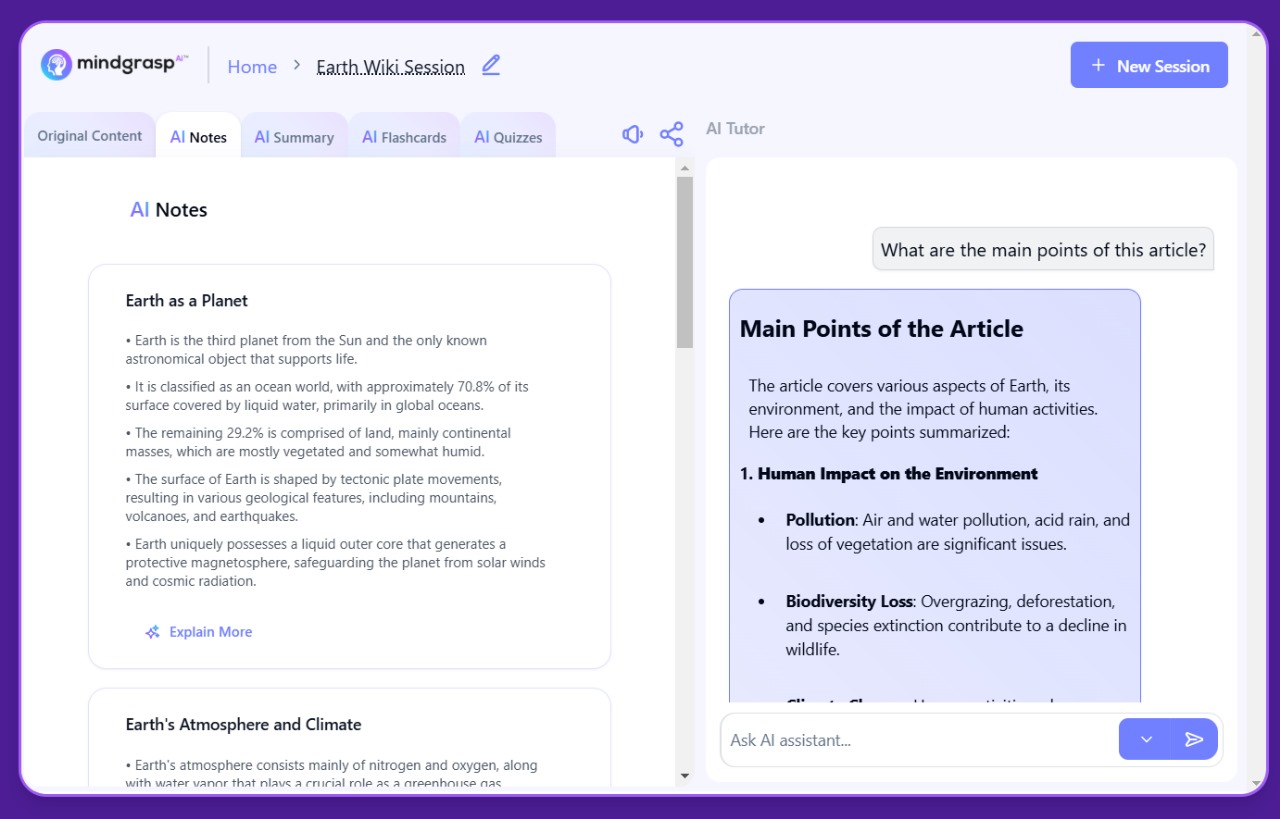 mindgrasp AI™
Home > Earth Wiki Session
+ New Session
Original Content
AI Notes
AI Summary
AI Flashcards
AI Quizzes
AI Notes
Earth as a Planet
• Earth is the third planet from the Sun and the only known
astronomical object that supports life.
• It is classified as an ocean world, with approximately 70.8% of its
surface covered by liquid water, primarily in global oceans.
• The remaining 29.2% is comprised of land, mainly continental
masses, which are mostly vegetated and somewhat humid.
• The surface of Earth is shaped by tectonic plate movements,
resulting in various geological features, including mountains,
volcanoes, and earthquakes.
• Earth uniquely possesses a liquid outer core that generates a
protective magnetosphere, safeguarding the planet from solar winds
and cosmic radiation.
Explain More
Earth's Atmosphere and Climate
• Earth's atmosphere consists mainly of nitrogen and oxygen, along
with water vapor that plays a crucial role as a greenhouse gas
AI Tutor
What are the main points of this article?
Main Points of the Article
The article covers various aspects of Earth, its
environment, and the impact of human activities.
Here are the key points summarized:
1. Human Impact on the Environment
• Pollution: Air and water pollution, acid rain, and
loss of vegetation are significant issues.
• Biodiversity Loss: Overgrazing, deforestation,
and species extinction contribute to a decline in
wildlife.
Ask AI assistant...